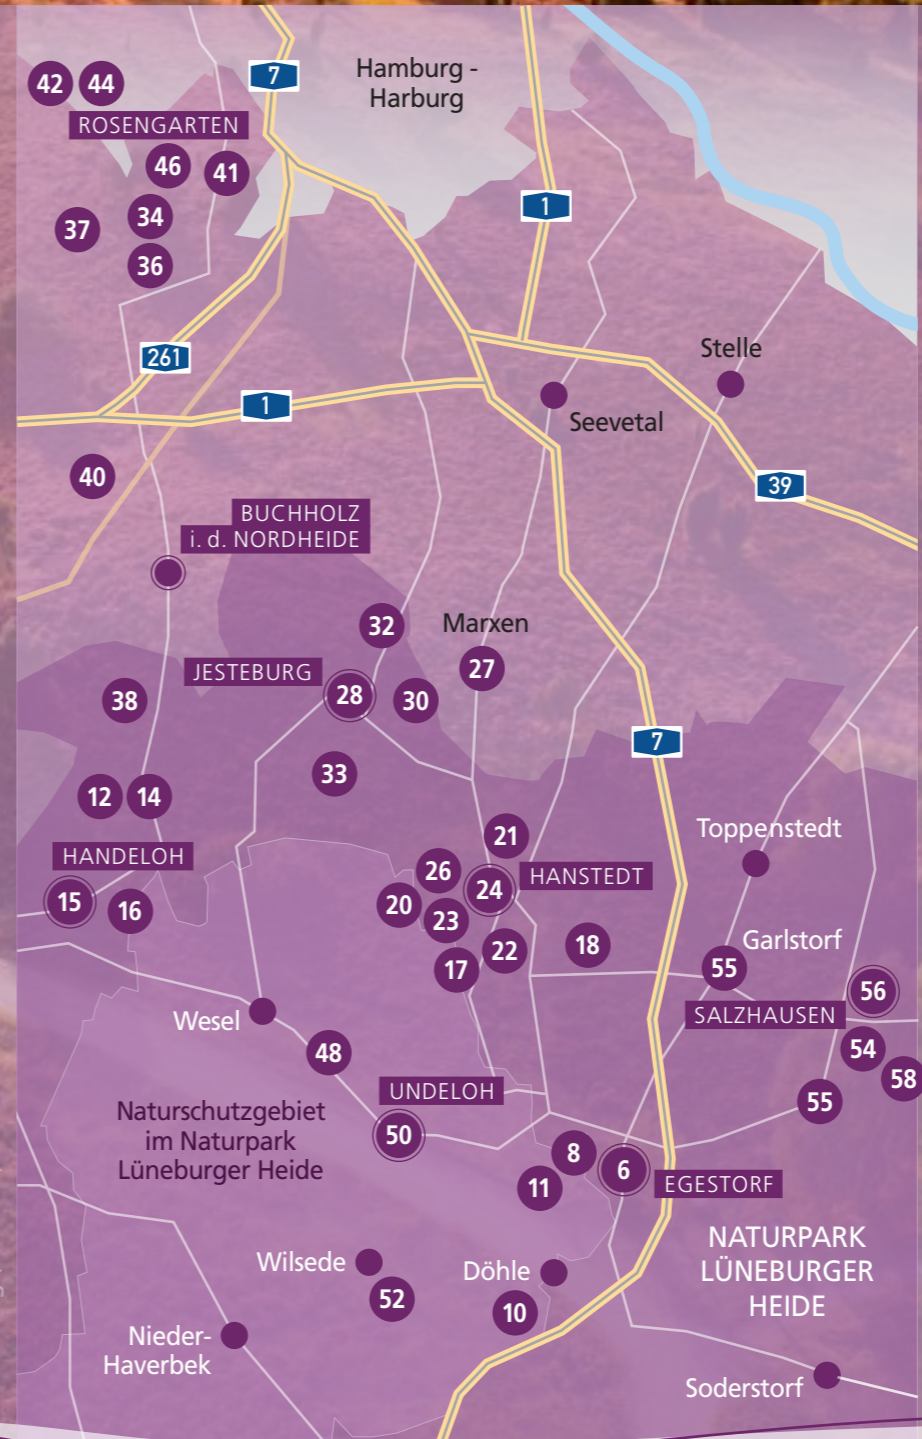 7
Hamburg -
Harburg
42
44
ROSENGARTEN
46
41
1
34
37
36
261
Stelle
1
Seevetal
40
39
BUCHHOLZ
i. d. NORDHEIDE
32
Marxen
27
JESTEBURG
28
30
38
7
33
12
14
21
Toppenstedt
HANDELOH
26
24
HANSTEDT
15
16
20
23
22
18
Garlstorf
17
55
56
Wesel
SALZHAUSEN
48
54
58
UNDELOH
55
Naturschutzgebiet
im Naturpark
Lüneburger Heide
50
8
6
11
EGESTORF
NATURPARK
LÜNEBURGER
HEIDE
Wilsede
Döhle
52
10
Nieder-
Haverbek
Soderstorf